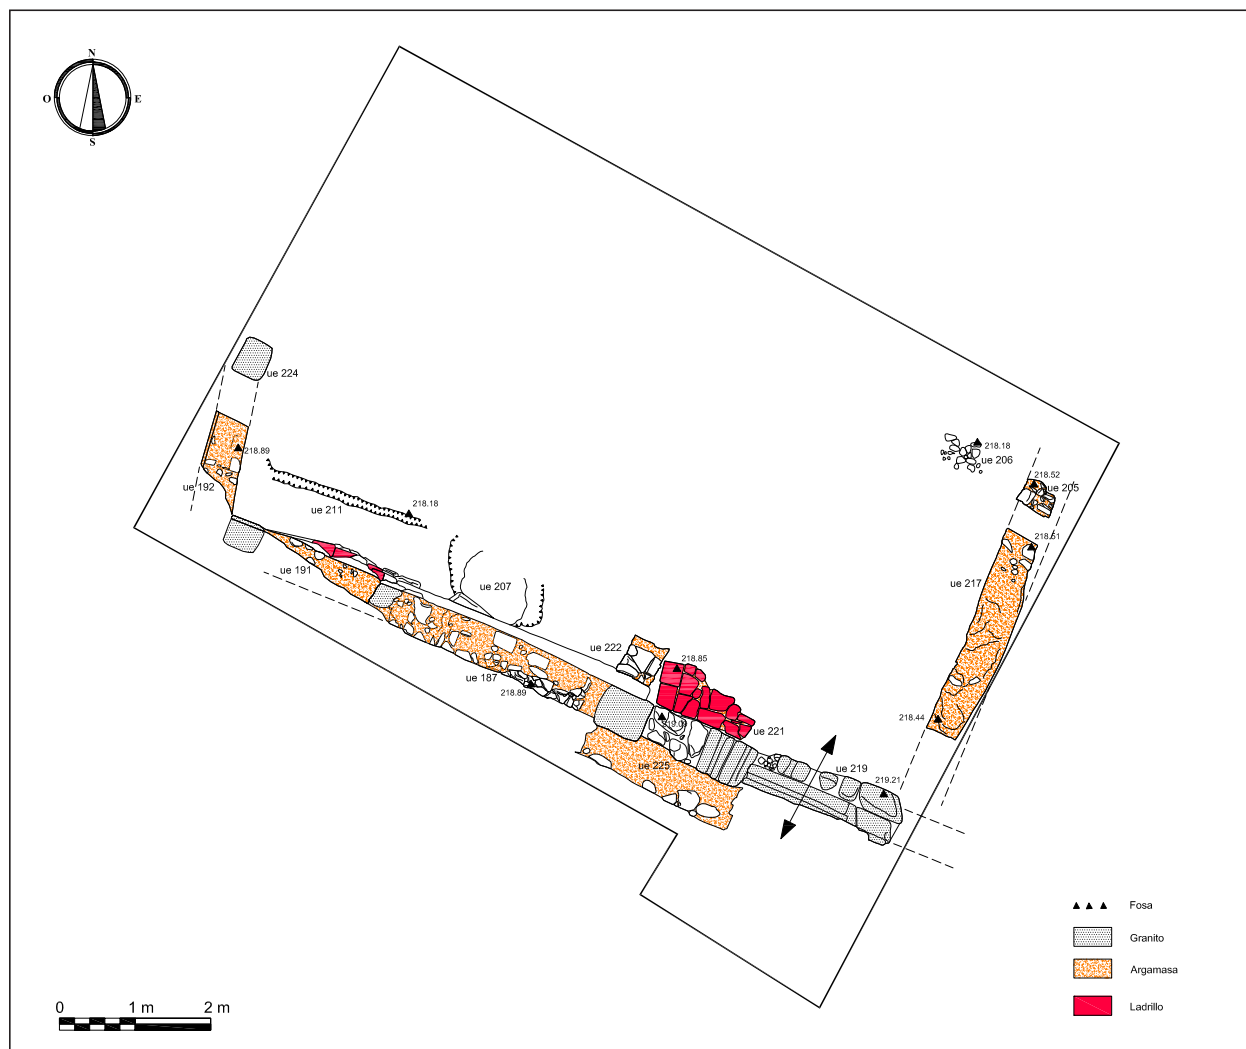 N
O E
S
ue 224
218.89
ue 192
218.18
ue 211
218.18
ue 206
218.52
ue 205
218.51
ue 217
ue 191
ue 207
ue 222
218.85
ue 187
218.89
219.09
218.44
ue 221
ue 225
ue 219
219.21
Fosa
Granito
Argamasa
Ladrillo
0 1 m 2 m